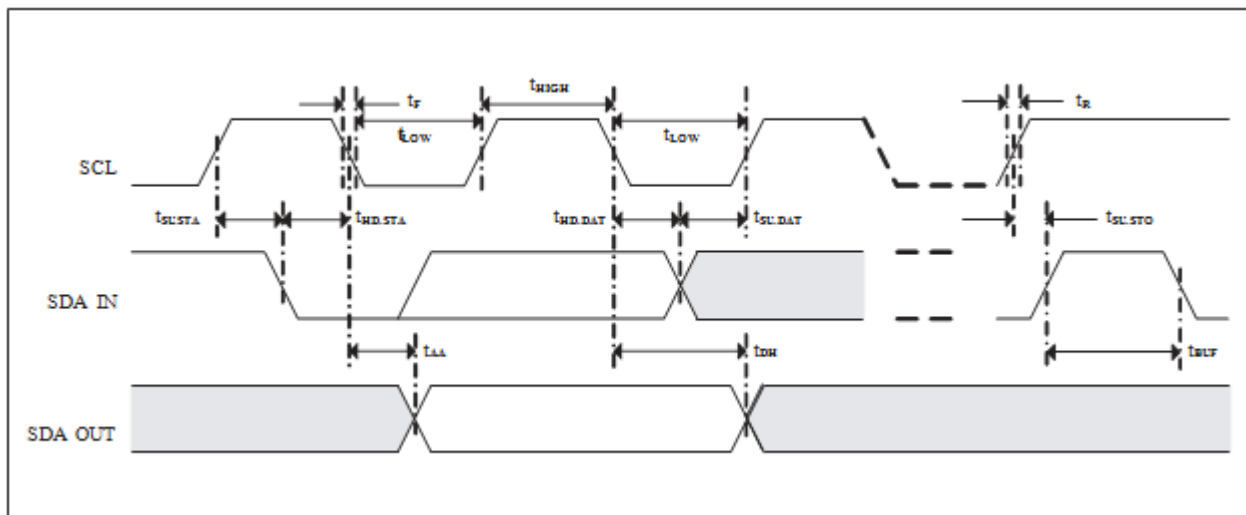 tF
tHIGH
tLOW
tLOW
tR
SCL
tSU.STA
tHD.STA
tHD.DAT
tSU.DAT
tSU.STO
SDA IN
tAA
tDH
tBUF
SDA OUT